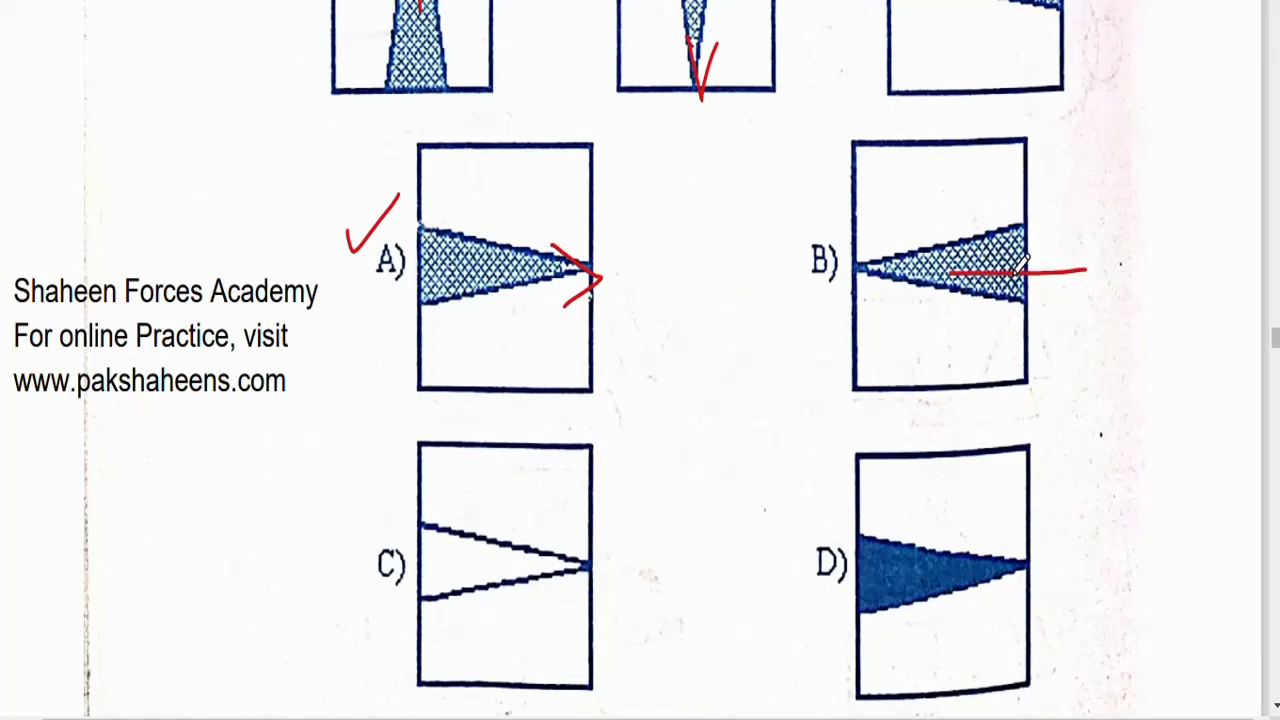 A)
B)
Shaheen Forces Academy
For online Practice, visit
www.pakshaheens.com
C)
D)